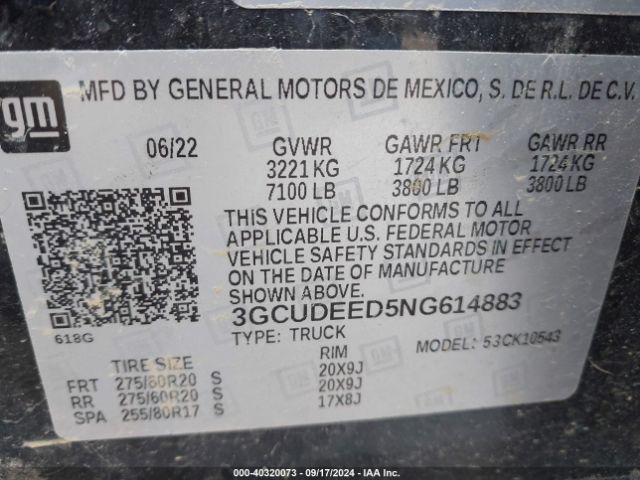 gm MFD BY GENERAL MOTORS DE MEXICO, S. DE R.L. DE C.V.
06/22 GVWR GAWR FRT GAWR RR
3221 KG 1724 KG 1724 KG
7100 LB 3800 LB 3800 LB
THIS VEHICLE CONFORMS TO ALL
APPLICABLE U.S. FEDERAL MOTOR
VEHICLE SAFETY STANDARDS IN EFFECT
ON THE DATE OF MANUFACTURE
SHOWN ABOVE.
3GCUDEED5NG614883
618G TYPE: TRUCK MODEL: 53CK10543
TIRE SIZE RIM
FRT 275/60R20 S 20X9J
RR 275/60R20 S 20X9J
SPA 255/80R17 S 17X8J
000-40320073 - 09/17/2024 - IAA Inc.